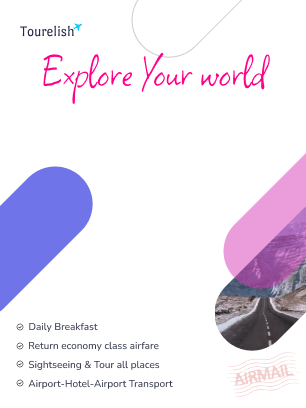 Tourelish
Explore Your world
Daily Breakfast
Return economy class airfare
Sightseeing & Tour all places
Airport-Hotel-Airport Transport
AIRMAIL